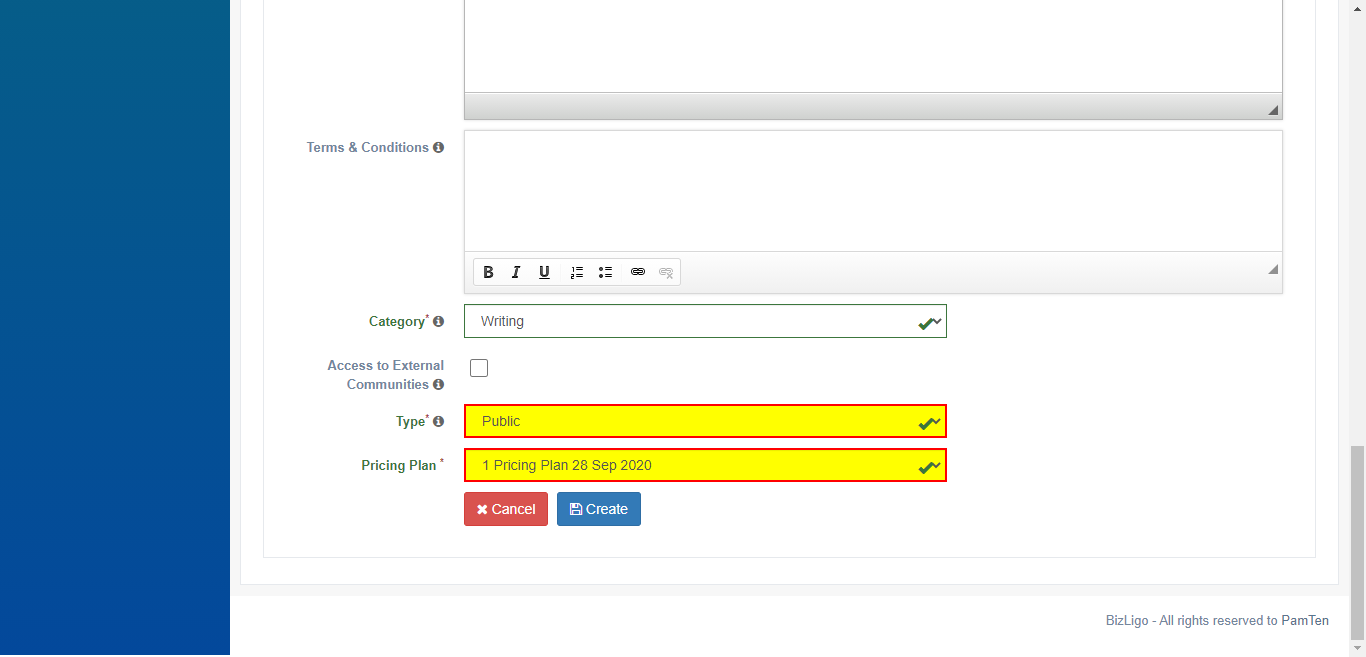 Terms & Conditions
B I U
Category*
Writing
Access to External
Communities
Type*
Public
Pricing Plan *
1 Pricing Plan 28 Sep 2020
Cancel Create
BizLigo - All rights reserved to PamTen